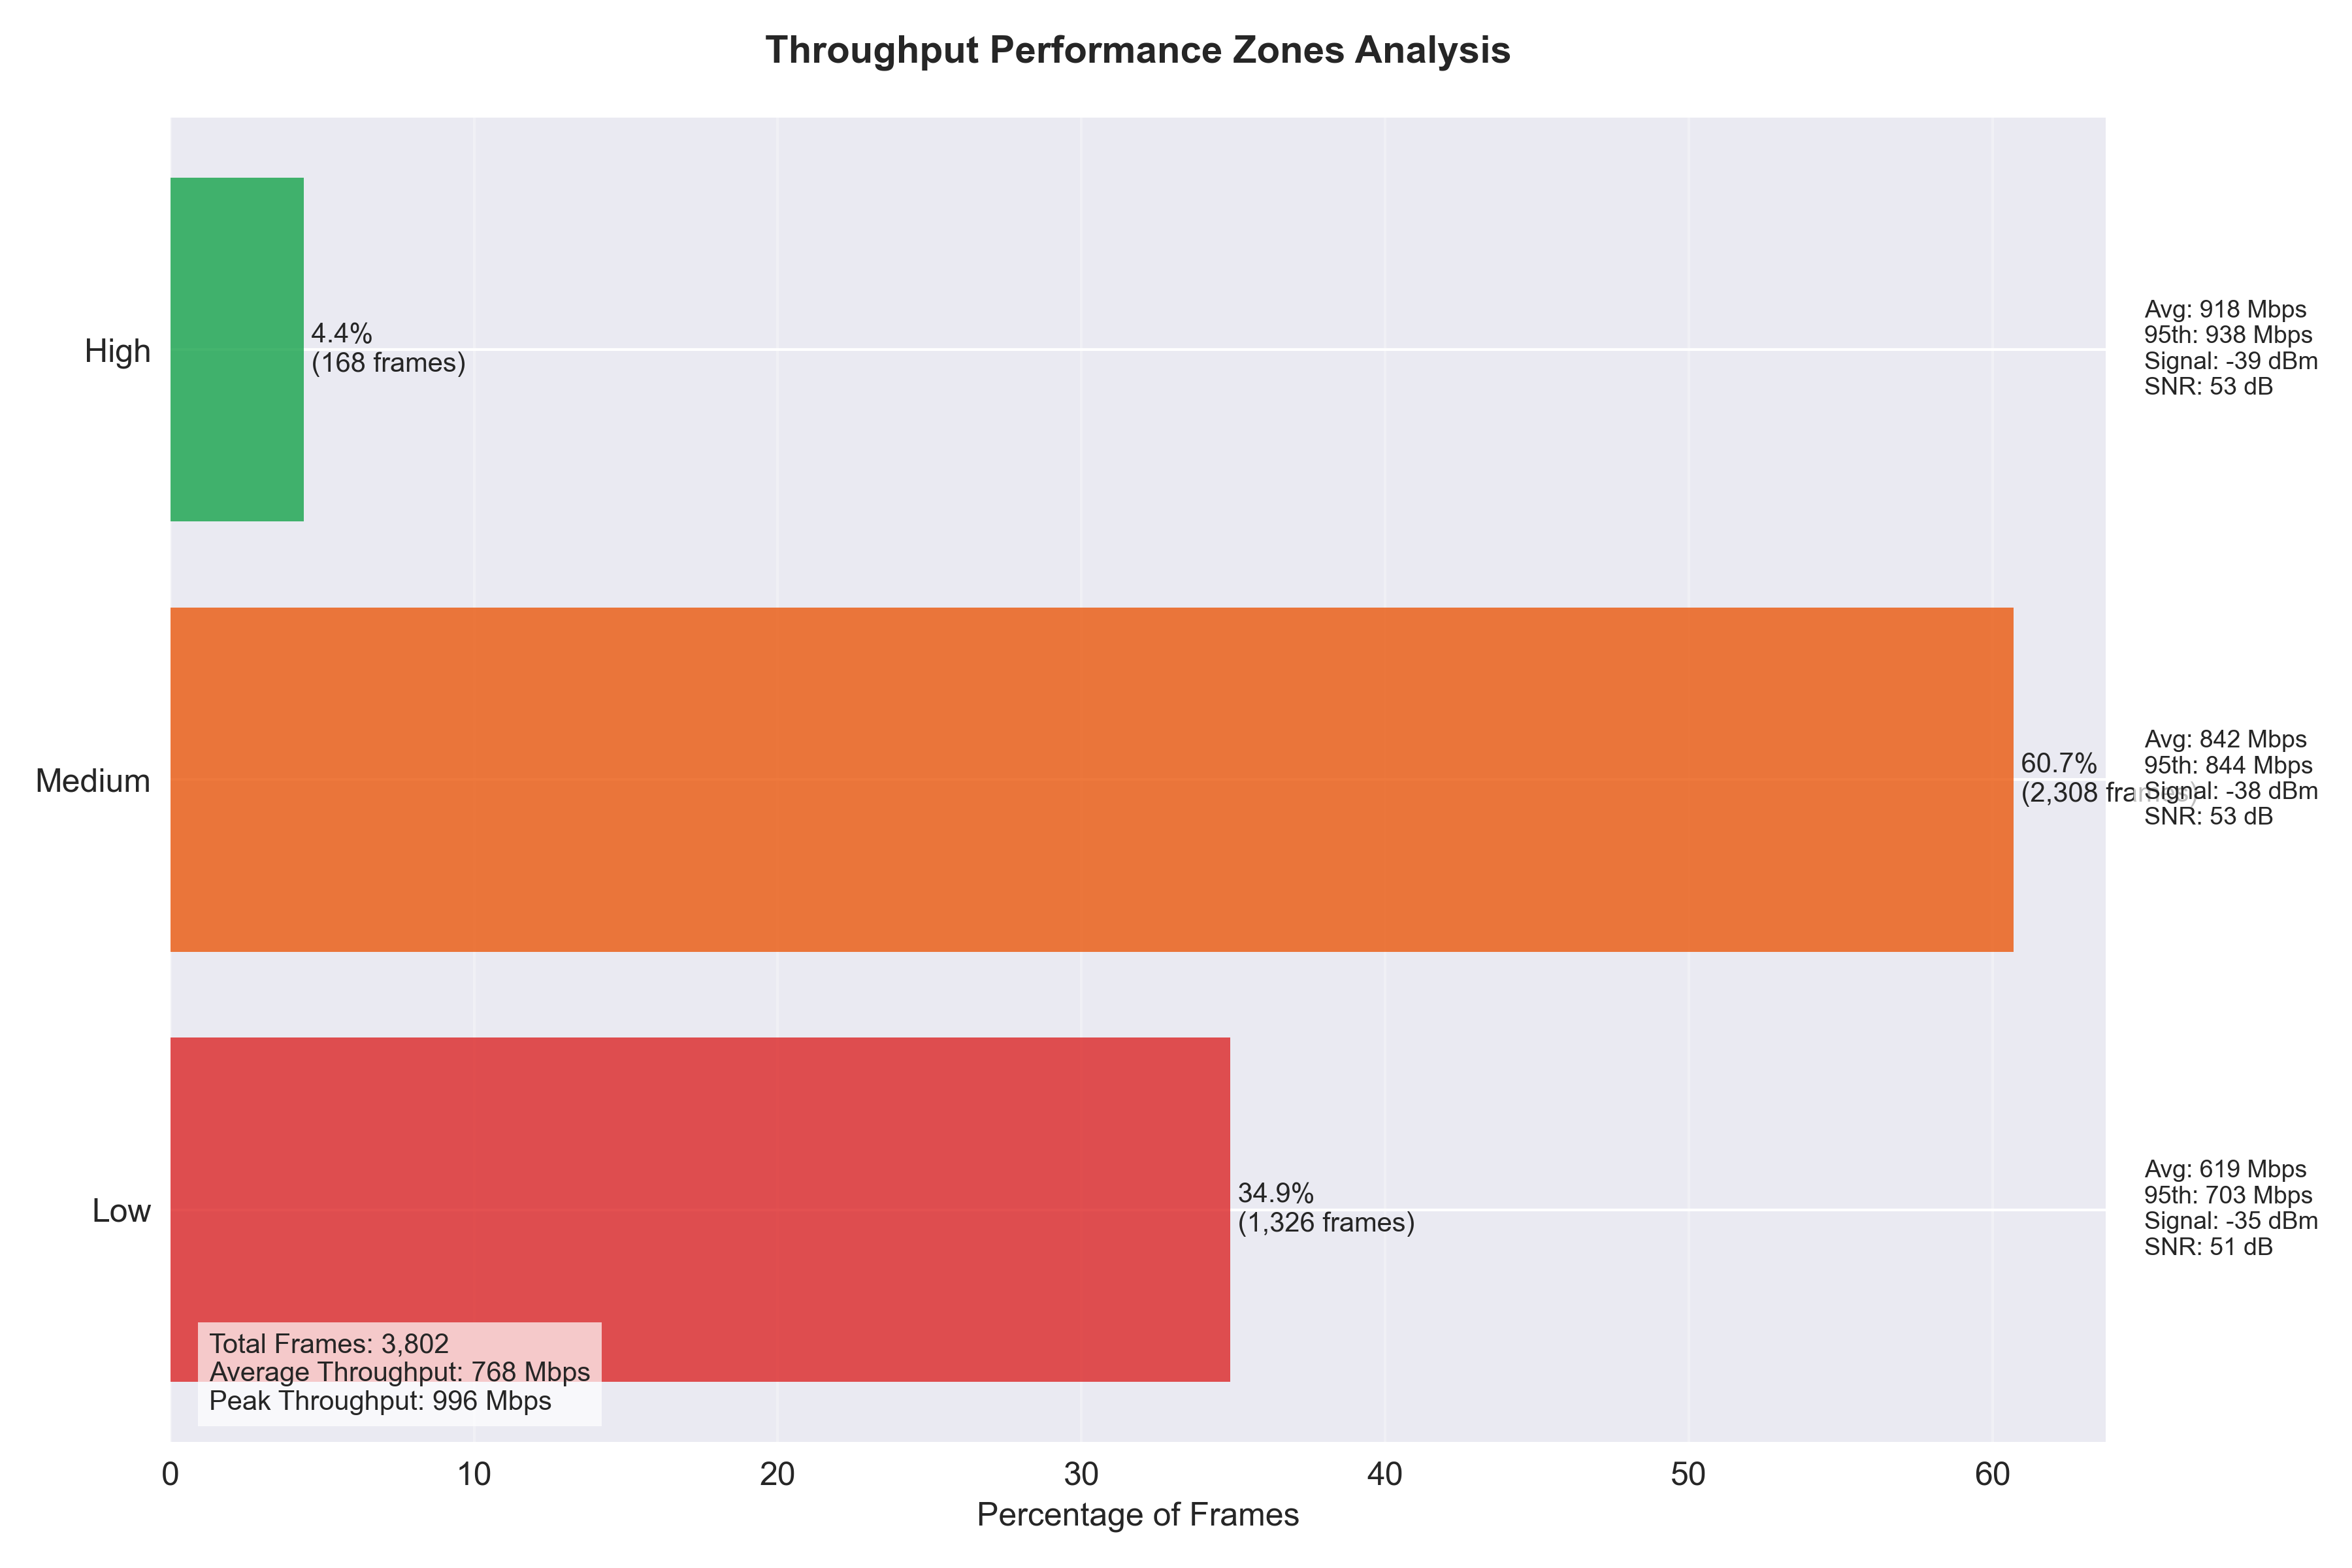 Throughput Performance Zones Analysis
High
4.4%
(168 frames)
Avg: 918 Mbps
95th: 938 Mbps
Signal: -39 dBm
SNR: 53 dB
Medium
60.7%
(2,308 frames)
Avg: 842 Mbps
95th: 844 Mbps
Signal: -38 dBm
SNR: 53 dB
Low
34.9%
(1,326 frames)
Avg: 619 Mbps
95th: 703 Mbps
Signal: -35 dBm
SNR: 51 dB
Total Frames: 3,802
Average Throughput: 768 Mbps
Peak Throughput: 996 Mbps
0 10 20 30 40 50 60
Percentage of Frames